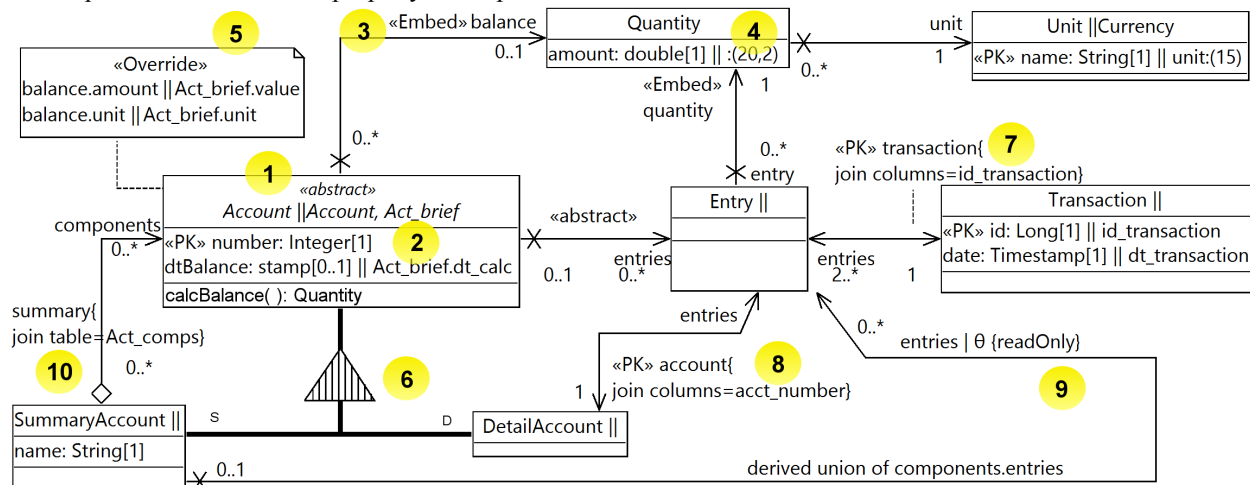 «Embed» balance
3
0..1
0..*
Quantity
4
amount: double[1] || :(20,2)
unit
0..*
1
Unit ||Currency
«PK» name: String[1] || unit:(15)
5
«Override»
balance.amount ||Act_brief.value
balance.unit ||Act_brief.unit
«Embed»
quantity
1
0..*
entry
«PK» transaction{
join columns=id_transaction}
7
1
«abstract»
Account ||Account, Act_brief
«PK» number: Integer[1]
2
dtBalance: stamp[0..1] || Act_brief.dt_calc
calcBalance( ): Quantity
components
0..*
«abstract»
entries
0..1
0..*
Entry ||
entries
2..*
1
Transaction ||
«PK» id: Long[1] || id_transaction
date: Timestamp[1] || dt_transaction
summary{
join table=Act_comps}
10
0..*
6
entries
«PK» account{
join columns=acct_number}
8
1
0..*
entries | θ {readOnly}
9
SummaryAccount ||
name: String[1]
S
D
DetailAccount ||
0..1
derived union of components.entries